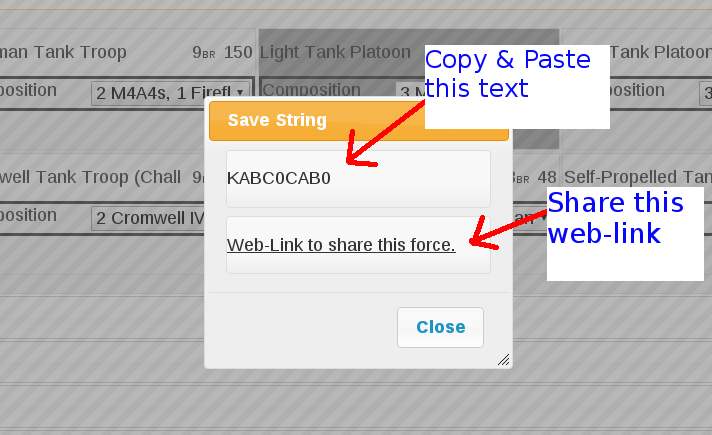 man Tank Troop 9BR 150 Light Tank Platoon Tank Platoon
position 2 M4A4s, 1 Firefl Composition 3 M position 3
Copy & Paste
this text
Save String
KABC0CAB0
well Tank Troop (Chall 9 BR 48 Self-Propelled Tan
position 2 Cromwell IV an
Share this
web-link
Web-Link to share this force.
Close